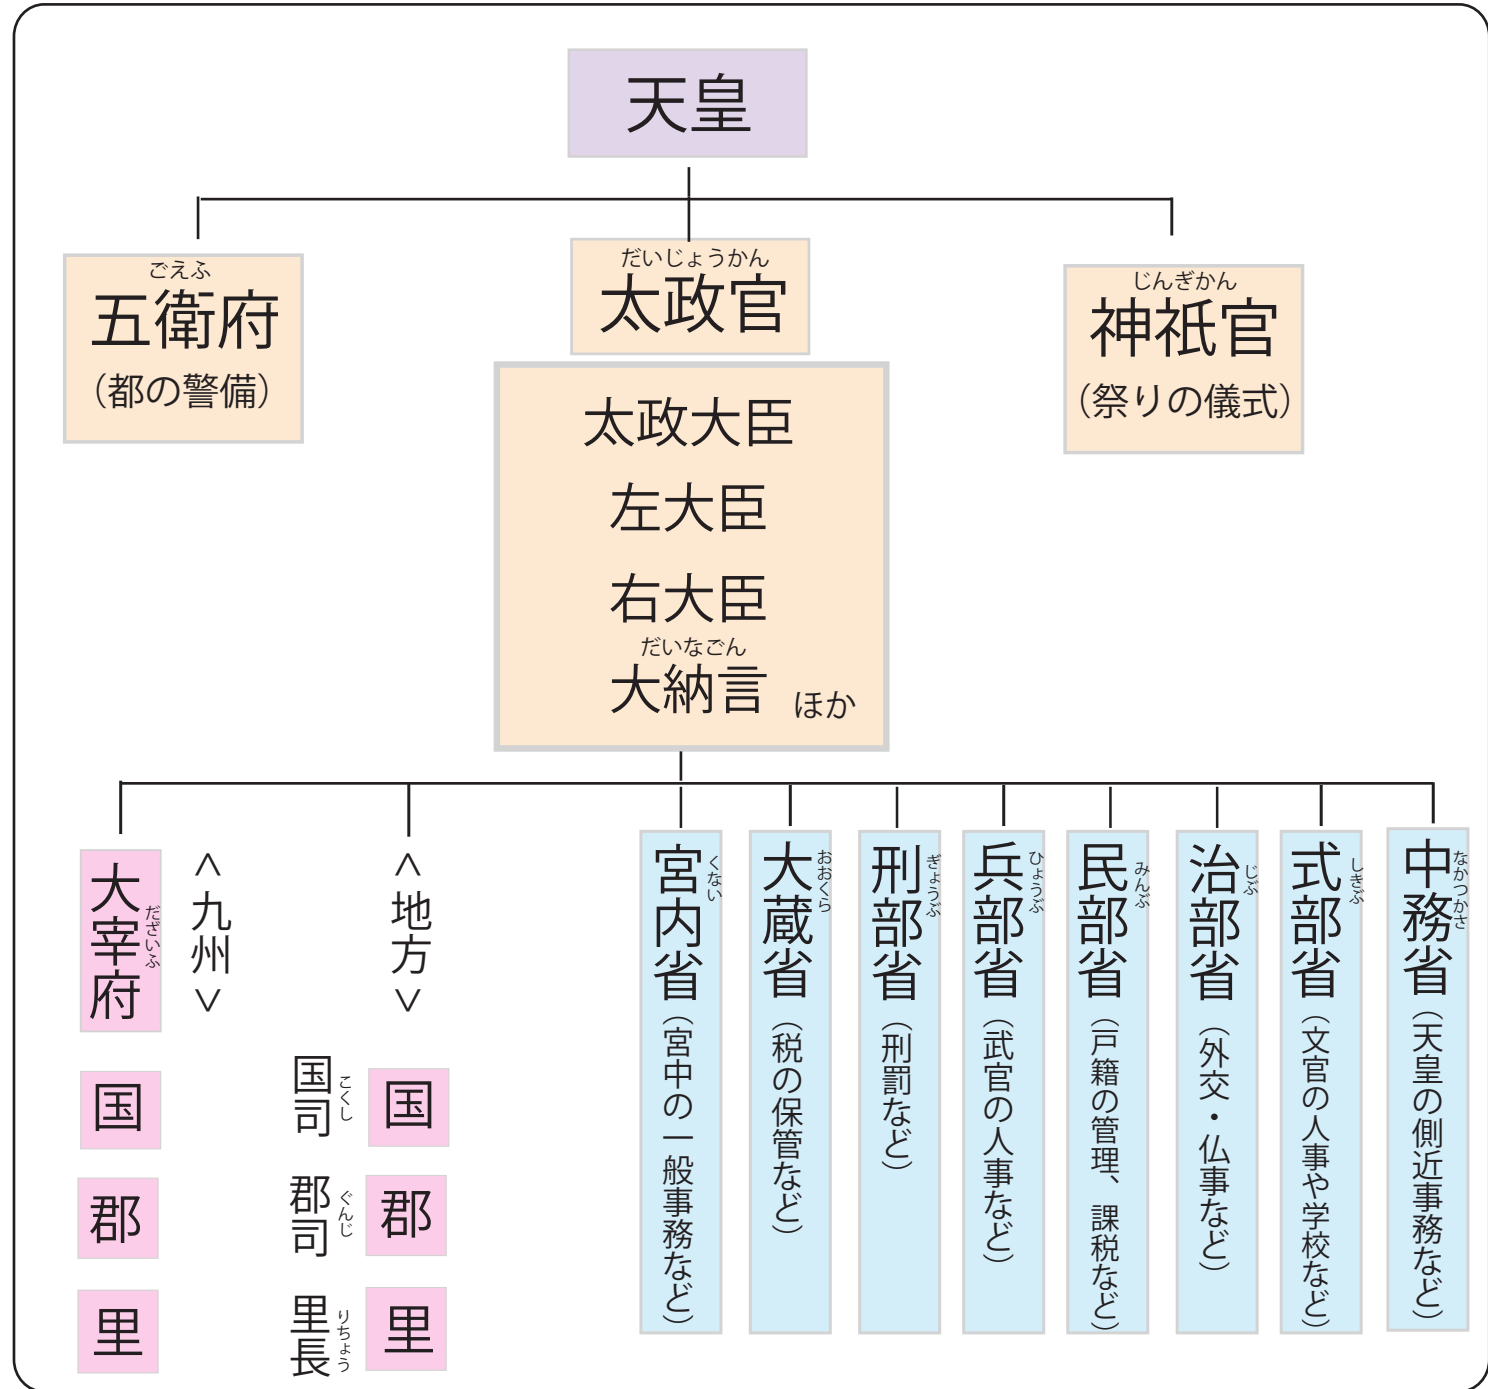 天皇
ごえふ
五衛府
（都の警備）
だいじょうかん
太政官
じんぎかん
神祇官
（祭りの儀式）
太政大臣
左大臣
右大臣
だいなごん
大納言 ほか
中務省（天皇の側近事務など）
なかつかさ
式部省（文官の人事や学校など）
しきぶ
治部省（外交・仏事など）
じぶ
民部省（戸籍の管理、課税など）
みんぶ
兵部省（武官の人事など）
ひょうぶ
刑部省（刑罰など）
ぎょうぶ
大蔵省（税の保管など）
おおくら
宮内省（宮中の一般事務など）
くない
＜地方＞
国
こくし
国司
郡
ぐんじ
郡司
里
りちょう
里長
＜九州＞
だざいふ
大宰府
国
郡
里